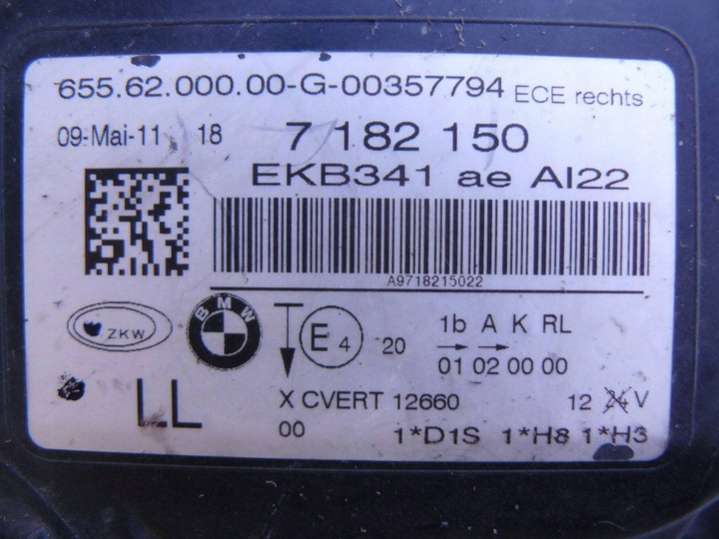 655.62.000.00-G-00357794 ECE rechts
09-Mai-11 18 7 182 150
EKB341 ae AI22
A9718215022
ZKW
BMW
E4 20
1b A K RL
01 02 00 00
LL
X CVERT 12660
00
12 24 V
1*D1S 1*H8 1*H3